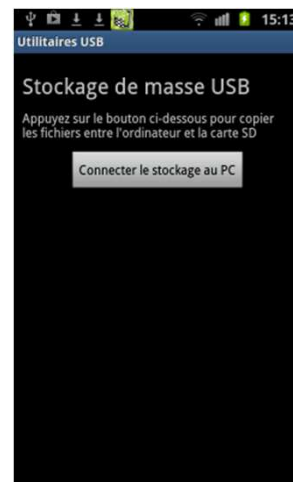 15:13
Utilitaires USB
Stockage de masse USB
Appuyez sur le bouton ci-dessous pour copier
les fichiers entre l'ordinateur et la carte SD
Connecter le stockage au PC